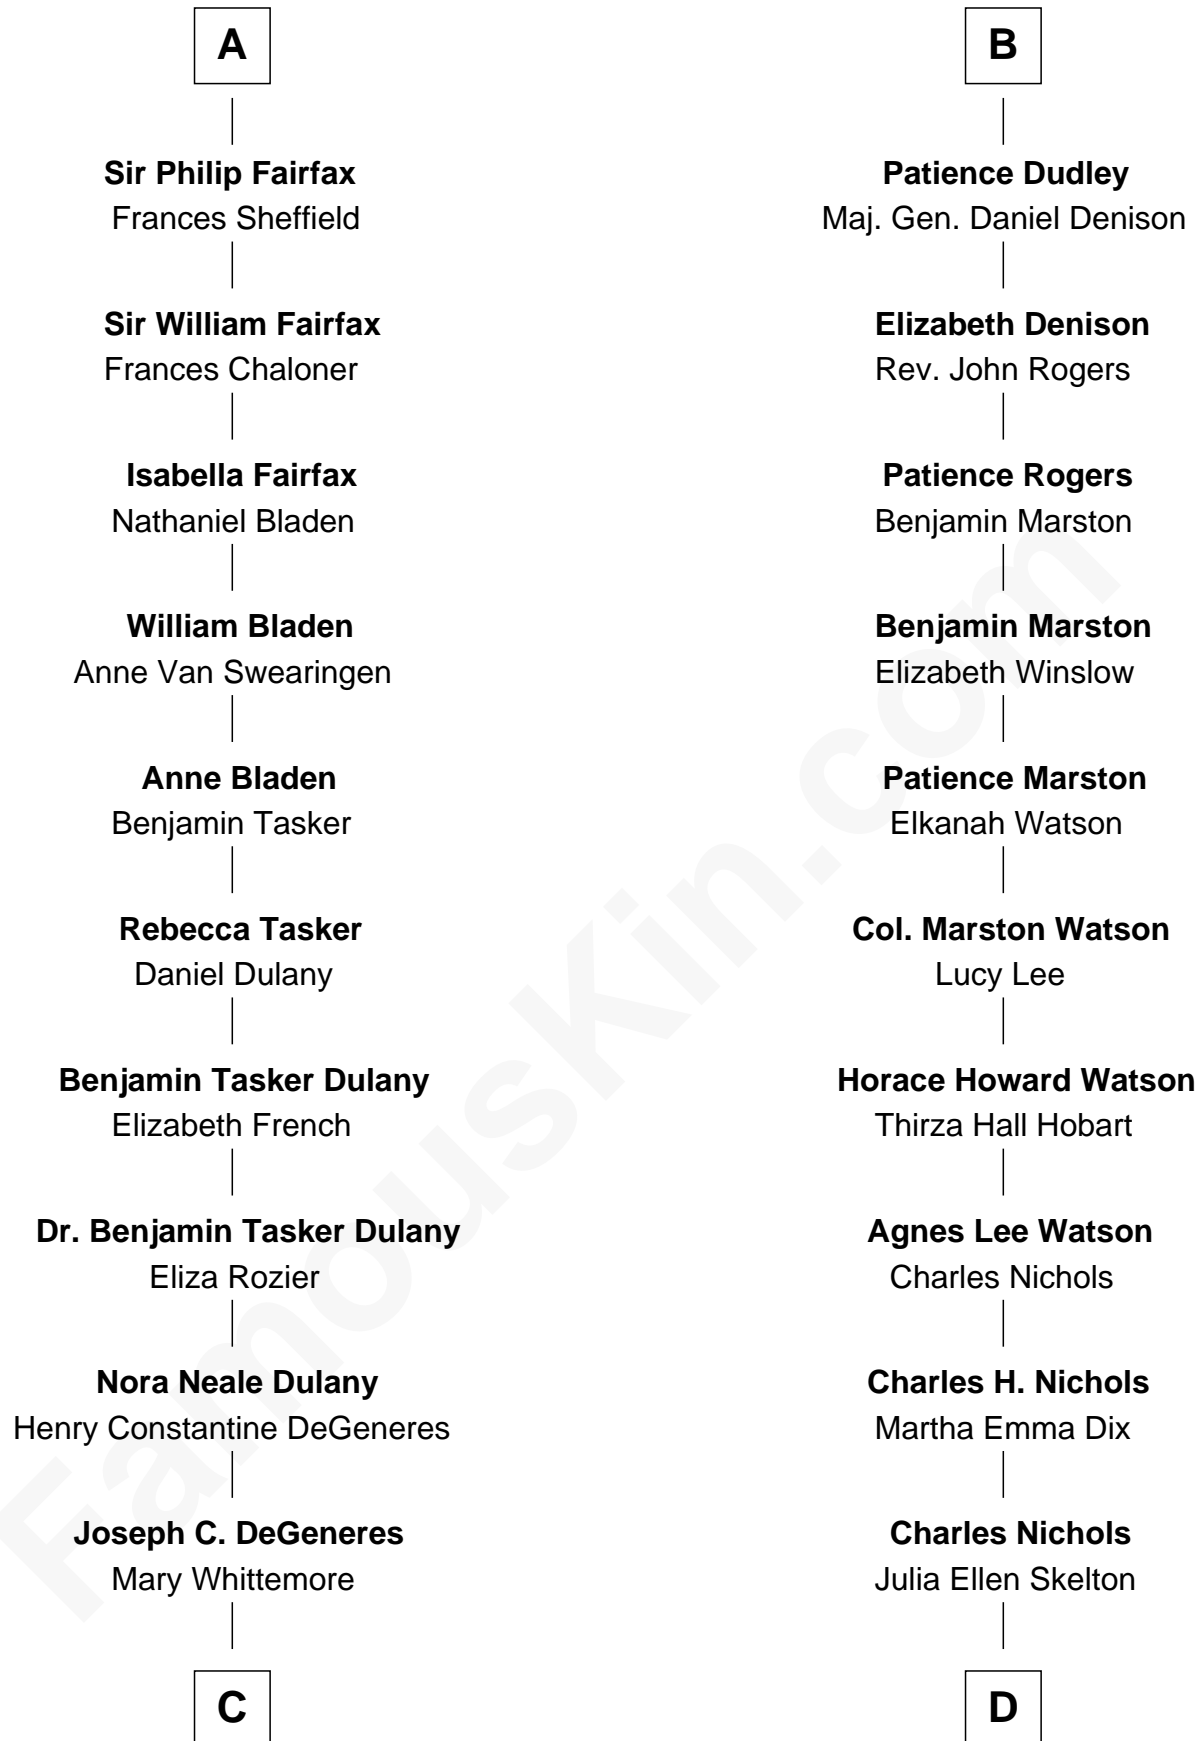 A
Sir Philip Fairfax
Frances Sheffield
Sir William Fairfax
Frances Chaloner
Isabella Fairfax
Nathaniel Bladen
William Bladen
Anne Van Swearingen
Anne Bladen
Benjamin Tasker
Rebecca Tasker
Daniel Dulany
Benjamin Tasker Dulany
Elizabeth French
Dr. Benjamin Tasker Dulany
Eliza Rozier
Nora Neale Dulany
Henry Constantine DeGeneres
Joseph C. DeGeneres
Mary Whittemore
C
B
Patience Dudley
Maj. Gen. Daniel Denison
Elizabeth Denison
Rev. John Rogers
Patience Rogers
Benjamin Marston
Benjamin Marston
Elizabeth Winslow
Patience Marston
Elkanah Watson
Col. Marston Watson
Lucy Lee
Horace Howard Watson
Thirza Hall Hobart
Agnes Lee Watson
Charles Nichols
Charles H. Nichols
Martha Emma Dix
Charles Nichols
Julia Ellen Skelton
D
FamousKin.com